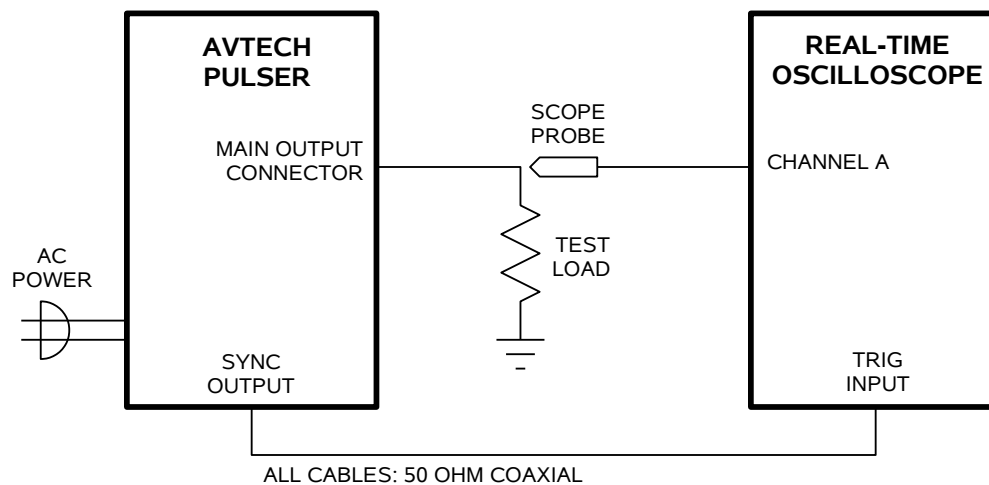 AVTECH
PULSER
REAL-TIME
OSCILLOSCOPE
SCOPE
PROBE
MAIN OUTPUT
CONNECTOR
CHANNEL A
TEST
LOAD
AC
POWER
SYNC
OUTPUT
TRIG
INPUT
ALL CABLES: 50 OHM COAXIAL